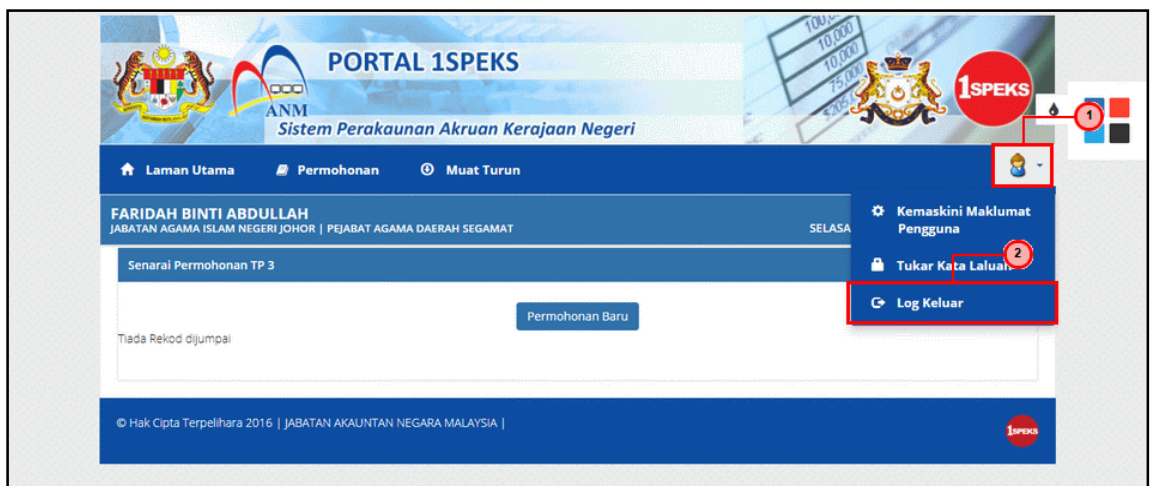 PORTAL 1SPEKS
ANM
Sistem Perakaunan Akruan Kerajaan Negeri
1SPEKS
1
Laman Utama Permohonan Muat Turun
FARIDAH BINTI ABDULLAH
JABATAN AGAMA ISLAM NEGERI JOHOR | PEJABAT AGAMA DAERAH SEGAMAT
SELASA
Kemaskini Maklumat
Pengguna
2
Tukar Kata Laluan
Log Keluar
Senarai Permohonan TP 3
Permohonan Baru
Tiada Rekod dijumpai
© Hak Cipta Terpelihara 2016 | JABATAN AKAUNTAN NEGARA MALAYSIA |
1SPEKS